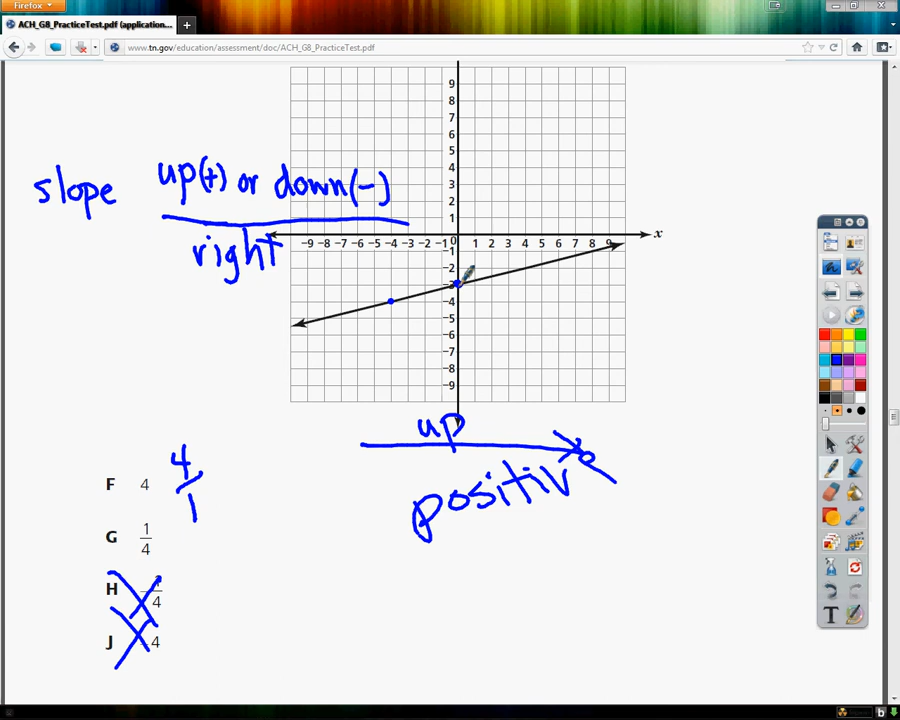 Firefox
ACH_G8_PracticeTest.pdf (application...
www.tn.gov/education/assessment/doc/ACH_G8_PracticeTest.pdf
9
8
7
6
5
4
3
2
1
slope up(+) or down(-)
right
-9 -8 -7 -6 -5 -4 -3 -2 -1 0 1 2 3 4 5 6 7 8 9 x
-1
-2
-3
-4
-5
-6
-7
-8
-9
up
positiv
F 4 4/1
G 1/4
H 4
J 4
T